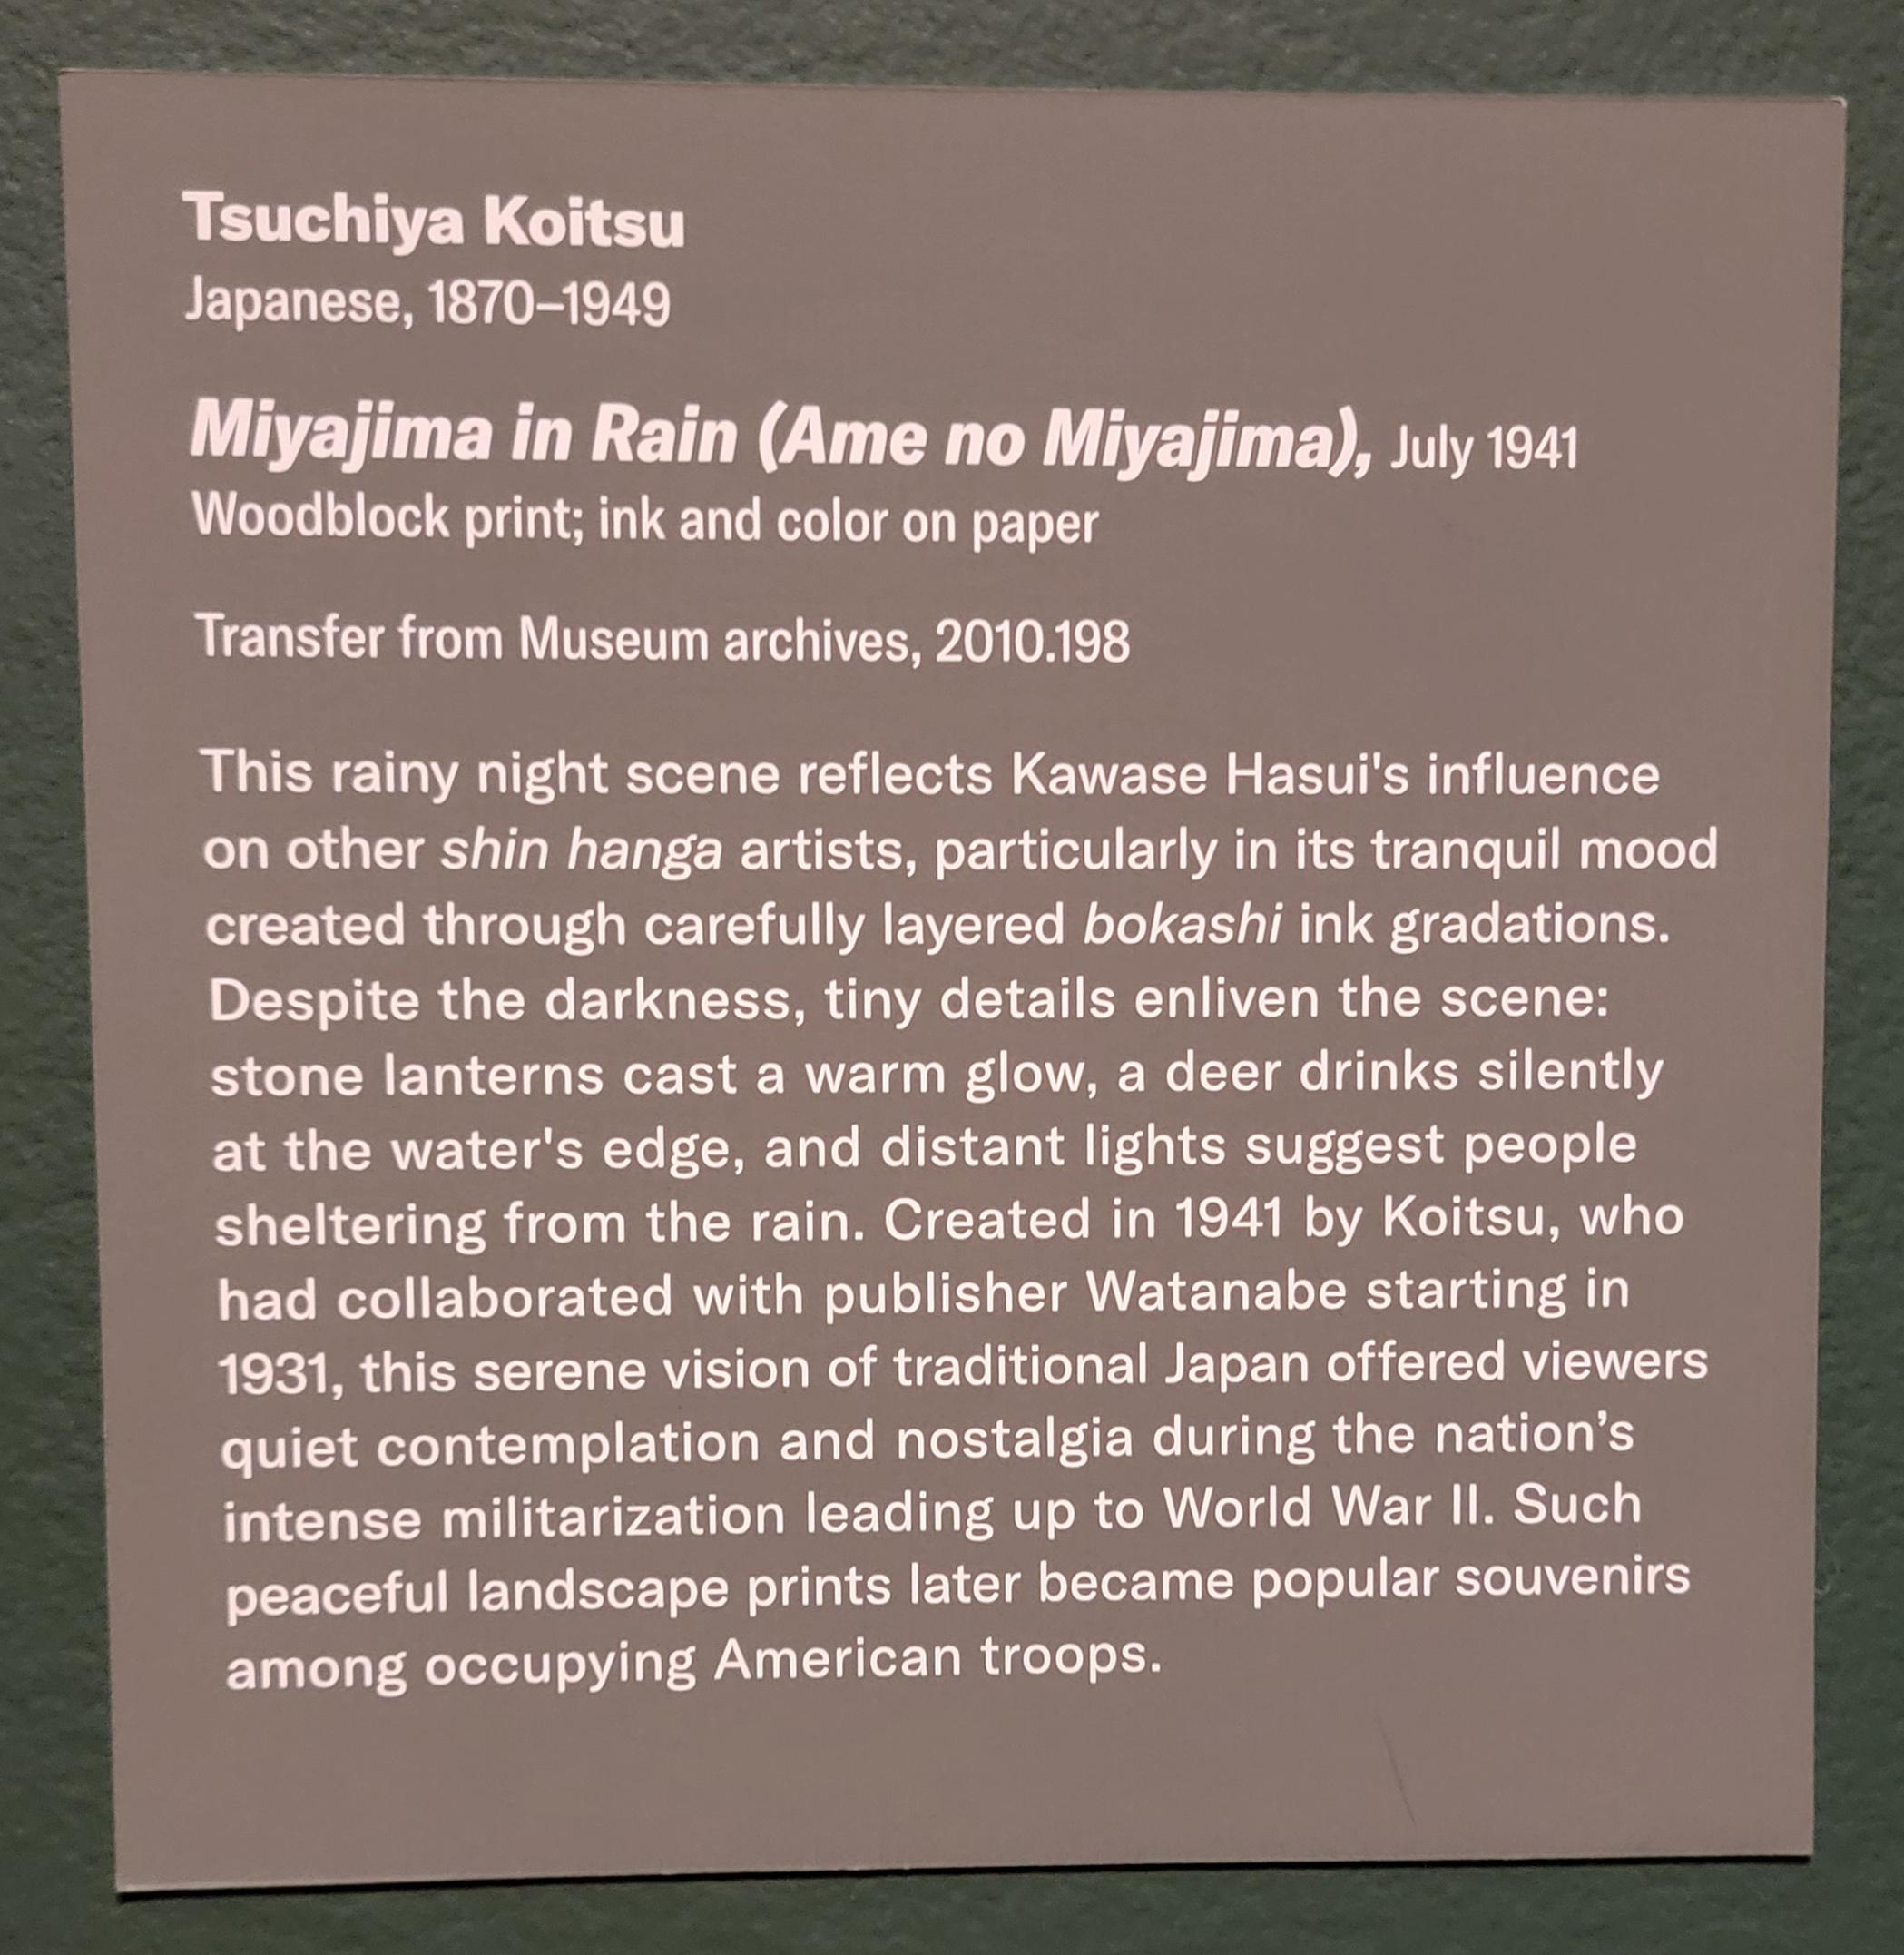 Tsuchiya Koitsu
Japanese, 1870–1949
Miyajima in Rain (Ame no Miyajima), July 1941
Woodblock print; ink and color on paper
Transfer from Museum archives, 2010.198
This rainy night scene reflects Kawase Hasui's influence
on other shin hanga artists, particularly in its tranquil mood
created through carefully layered bokashi ink gradations.
Despite the darkness, tiny details enliven the scene:
stone lanterns cast a warm glow, a deer drinks silently
at the water's edge, and distant lights suggest people
sheltering from the rain. Created in 1941 by Koitsu, who
had collaborated with publisher Watanabe starting in
1931, this serene vision of traditional Japan offered viewers
quiet contemplation and nostalgia during the nation’s
intense militarization leading up to World War II. Such
peaceful landscape prints later became popular souvenirs
among occupying American troops.